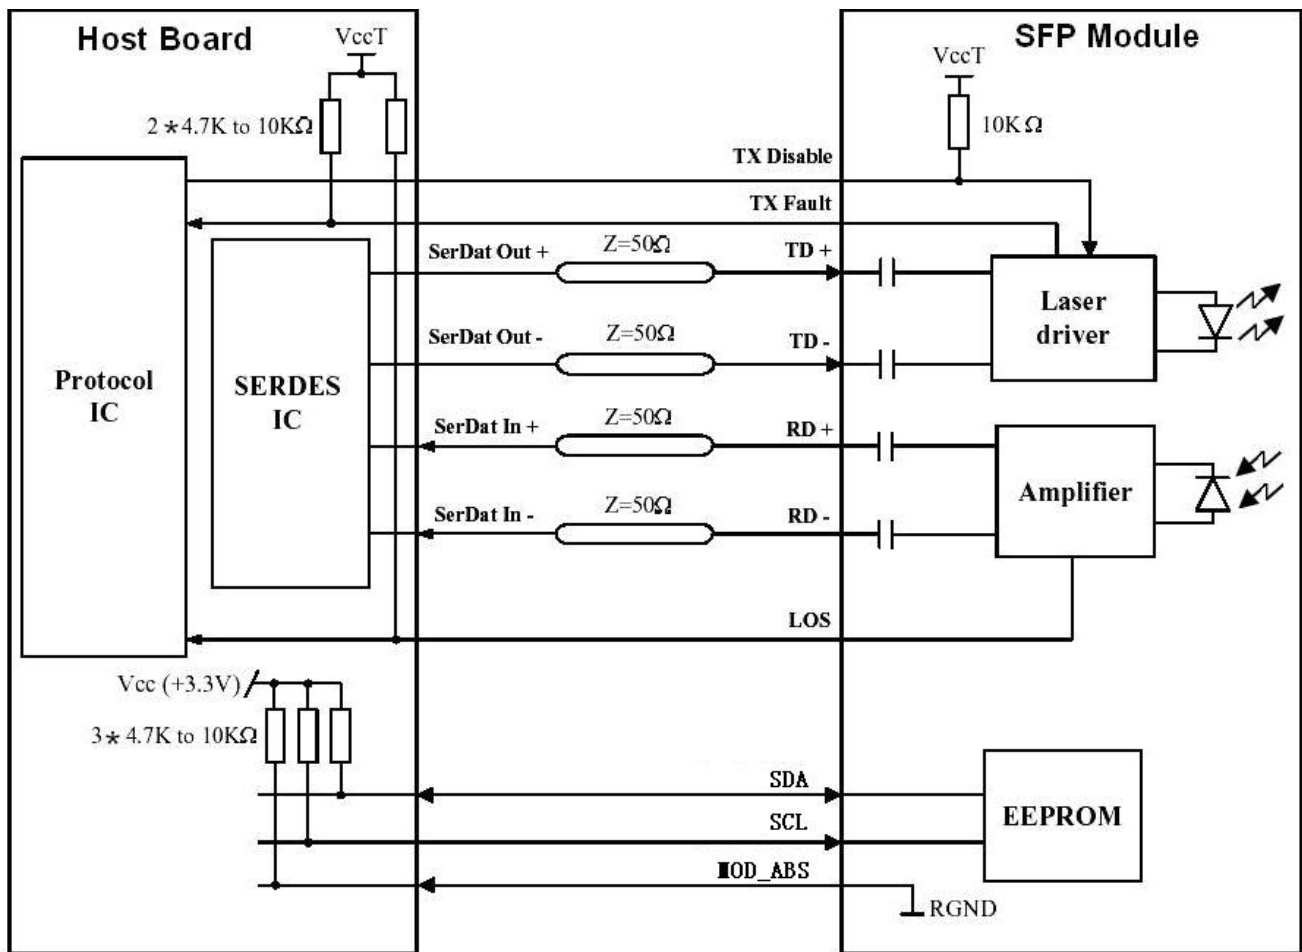 Host Board
SFP Module
VccT
VccT
2*4.7K to 10KΩ
10KΩ
TX Disable
TX Fault
SerDat Out +
Z=50Ω
TD +
SerDat Out -
Z=50Ω
TD -
Laser
driver
Protocol
IC
SERDES
IC
SerDat In +
Z=50Ω
RD +
SerDat In -
Z=50Ω
RD -
Amplifier
LOS
Vcc (+3.3V)
3*4.7K to 10KΩ
SDA
SCL
MOD_ABS
EEPROM
RGND